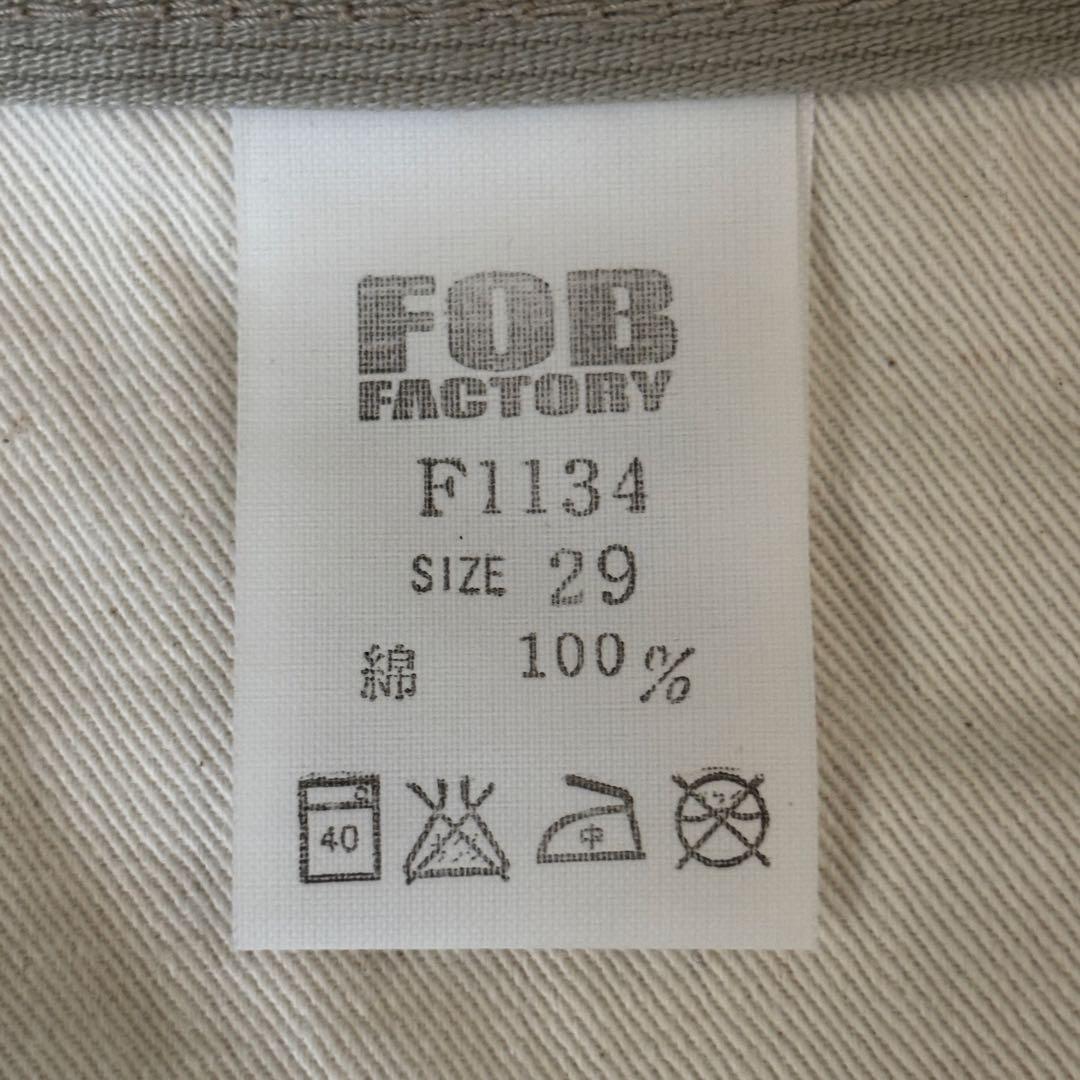 FOB
FACTORY
F1134
SIZE 29
綿 100%
40 中